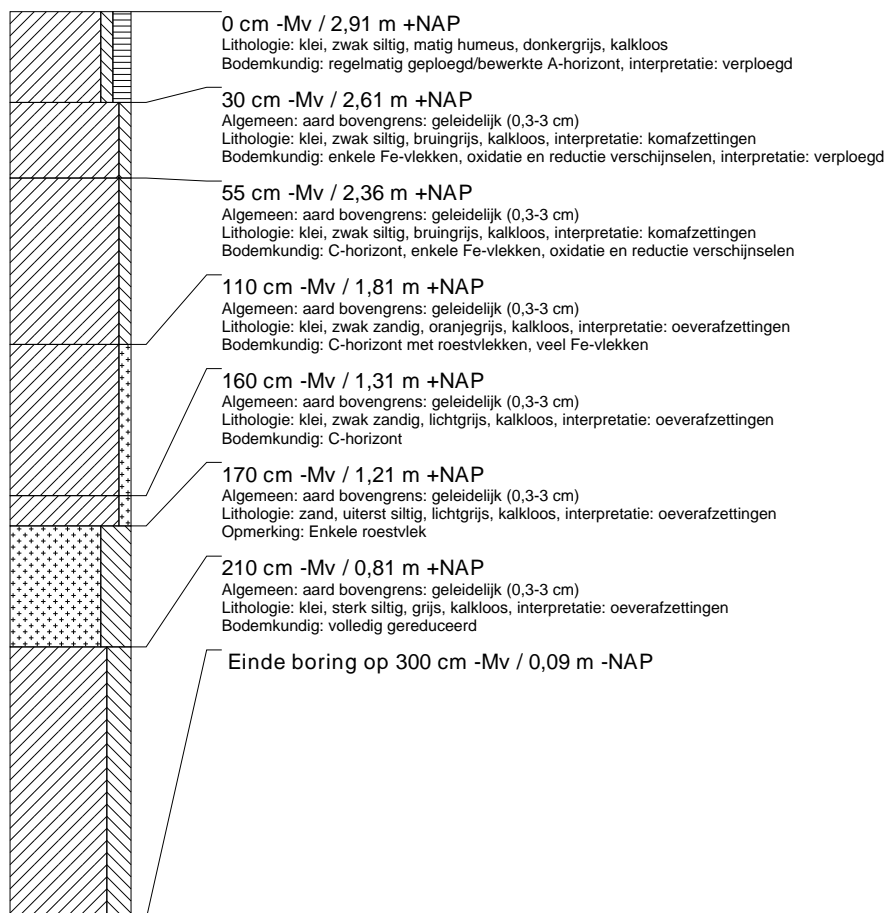 0 cm -Mv / 2,91 m +NAP
Lithologie: klei, zwak siltig, matig humeus, donkergrijs, kalkloos
Bodemkundig: regelmatig geploegd/bewerkte A-horizont, interpretatie: verploegd
30 cm -Mv / 2,61 m +NAP
Algemeen: aard bovengrens: geleidelijk (0,3-3 cm)
Lithologie: klei, zwak siltig, bruingrijs, kalkloos, interpretatie: komafzettingen
Bodemkundig: enkele Fe-vlekken, oxidatie en reductie verschijnselen, interpretatie: verploegd
55 cm -Mv / 2,36 m +NAP
Algemeen: aard bovengrens: geleidelijk (0,3-3 cm)
Lithologie: klei, zwak siltig, bruingrijs, kalkloos, interpretatie: komafzettingen
Bodemkundig: C-horizont, enkele Fe-vlekken, oxidatie en reductie verschijnselen
110 cm -Mv / 1,81 m +NAP
Algemeen: aard bovengrens: geleidelijk (0,3-3 cm)
Lithologie: klei, zwak zandig, oranjegrijs, kalkloos, interpretatie: oeverafzettingen
Bodemkundig: C-horizont met roestvlekken, veel Fe-vlekken
160 cm -Mv / 1,31 m +NAP
Algemeen: aard bovengrens: geleidelijk (0,3-3 cm)
Lithologie: klei, zwak zandig, lichtgrijs, kalkloos, interpretatie: oeverafzettingen
Bodemkundig: C-horizont
170 cm -Mv / 1,21 m +NAP
Algemeen: aard bovengrens: geleidelijk (0,3-3 cm)
Lithologie: zand, uiterst siltig, lichtgrijs, kalkloos, interpretatie: oeverafzettingen
Opmerking: Enkele roestvlek
210 cm -Mv / 0,81 m +NAP
Algemeen: aard bovengrens: geleidelijk (0,3-3 cm)
Lithologie: klei, sterk siltig, grijs, kalkloos, interpretatie: oeverafzettingen
Bodemkundig: volledig gereduceerd
Einde boring op 300 cm -Mv / 0,09 m -NAP